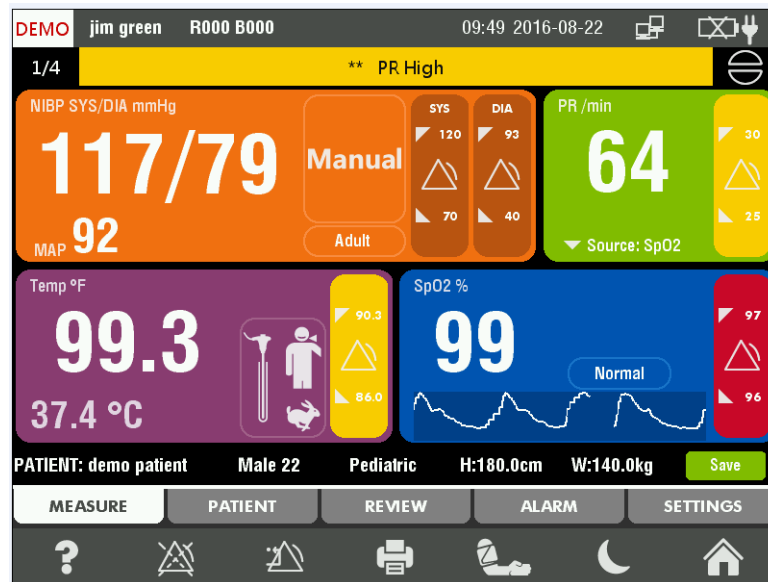 DEMO jim green R000 B000 09:49 2016-08-22
1/4 ** PR High
NIBP SYS/DIA mmHg
117/79
MAP 92
Manual
Adult
SYS
120
70
DIA
93
40
PR /min
64
Source: SpO2
30
25
Temp °F
99.3
37.4 °C
90.3
86.0
SpO2 %
99
Normal
97
96
PATIENT: demo patient Male 22 Pediatric H:180.0cm W:140.0kg Save
MEASURE PATIENT REVIEW ALARM SETTINGS
?